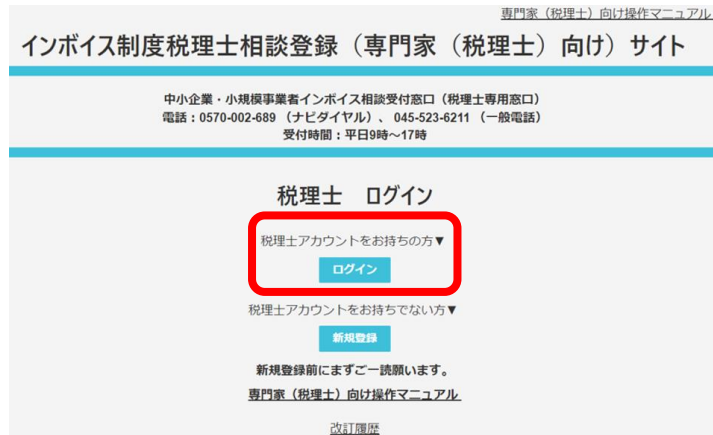 専門家（税理士）向け操作マニュアル
インボイス制度税理士相談登録（専門家（税理士）向け）サイト
中小企業・小規模事業者インボイス相談受付窓口（税理士専用窓口）
電話：0570-002-689 （ナビダイヤル）、 045-523-6211 （一般電話）
受付時間：平日9時～17時
税理士　ログイン
税理士アカウントをお持ちの方▼
ログイン
税理士アカウントをお持ちでない方▼
新規登録
新規登録前にまずご一読願います。
専門家（税理士）向け操作マニュアル
改訂履歴